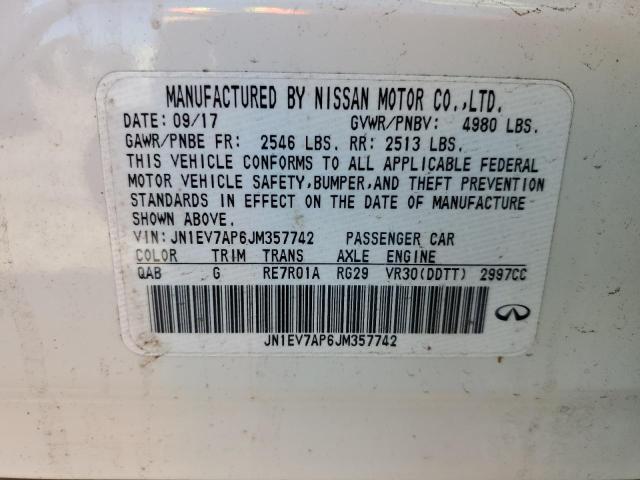 MANUFACTURED BY NISSAN MOTOR CO.,LTD.
DATE: 09/17 GVWR/PNBV: 4980 LBS.
GAWR/PNBE FR: 2546 LBS. RR: 2513 LBS.
THIS VEHICLE CONFORMS TO ALL APPLICABLE FEDERAL
MOTOR VEHICLE SAFETY,BUMPER,AND THEFT PREVENTION
STANDARDS IN EFFECT ON THE DATE OF MANUFACTURE
SHOWN ABOVE.
VIN: JN1EV7AP6JM357742 PASSENGER CAR
COLOR TRIM TRANS AXLE ENGINE
QAB G RE7R01A RG29 VR30(DDTT) 2997CC
JN1EV7AP6JM357742